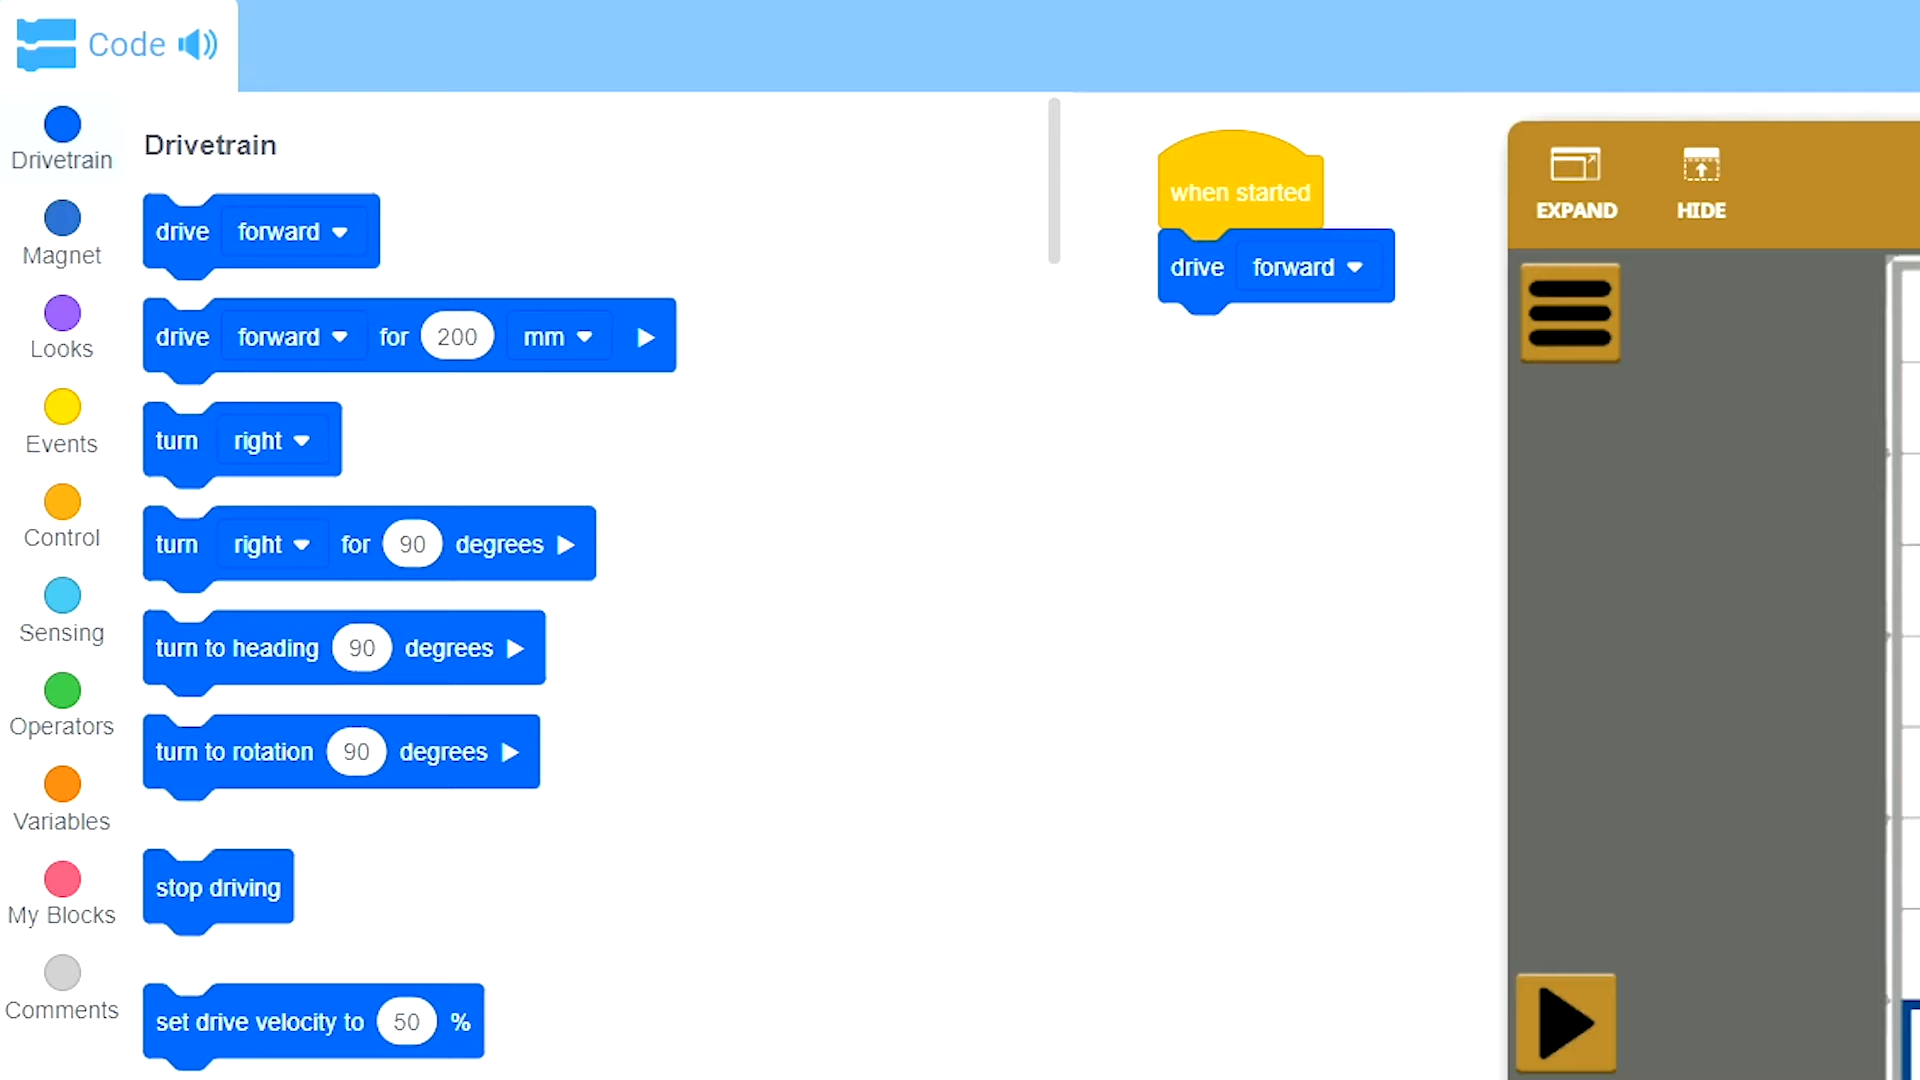 Code
Drivetrain
Magnet
Looks
Events
Control
Sensing
Operators
Variables
My Blocks
Comments
Drivetrain
drive forward
drive forward for 200 mm
turn right
turn right for 90 degrees
turn to heading 90 degrees
turn to rotation 90 degrees
stop driving
set drive velocity to 50 %
when started
drive forward
EXPAND
HIDE